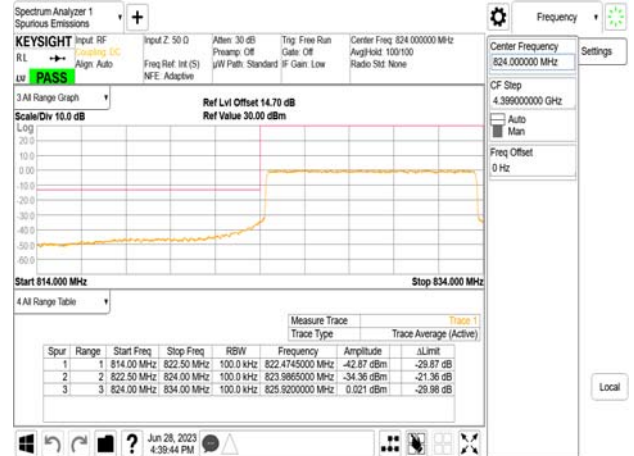 Spectrum Analyzer 1
Spurious Emissions
Frequency
KEYSIGHT
Input: RF
Coupling: DC
Align: Auto
Input Z: 50 Ω
Freq Ref: Int (S)
NFE: Adaptive
Atten: 30 dB
Preamp: Off
µW Path: Standard
Trig: Free Run
Gate: Off
IF Gain: Low
Center Freq: 824.000000 MHz
Avg|Hold: 100/100
Radio Std: None
RL
LU PASS
Center Frequency
824.000000 MHz
Settings
CF Step
4.399000000 GHz
Auto
Man
Freq Offset
0 Hz
3 All Range Graph
Scale/Div 10.0 dB
Ref Lvl Offset 14.70 dB
Ref Value 30.00 dBm
Log
20.0
10.0
0.00
-10.0
-20.0
-30.0
-40.0
-50.0
-60.0
Start 814.000 MHz
Stop 834.000 MHz
4 All Range Table
Measure Trace Trace 1
Trace Type Trace Average (Active)
Spur Range Start Freq Stop Freq RBW Frequency Amplitude ΔLimit
1 1 814.00 MHz 822.50 MHz 100.0 kHz 822.4745000 MHz -42.87 dBm -29.87 dB
2 2 822.50 MHz 824.00 MHz 100.0 kHz 823.9865000 MHz -34.36 dBm -21.36 dB
3 3 824.00 MHz 834.00 MHz 100.0 kHz 825.9200000 MHz 0.021 dBm -29.98 dB
Local
Jun 28, 2023
4:39:44 PM